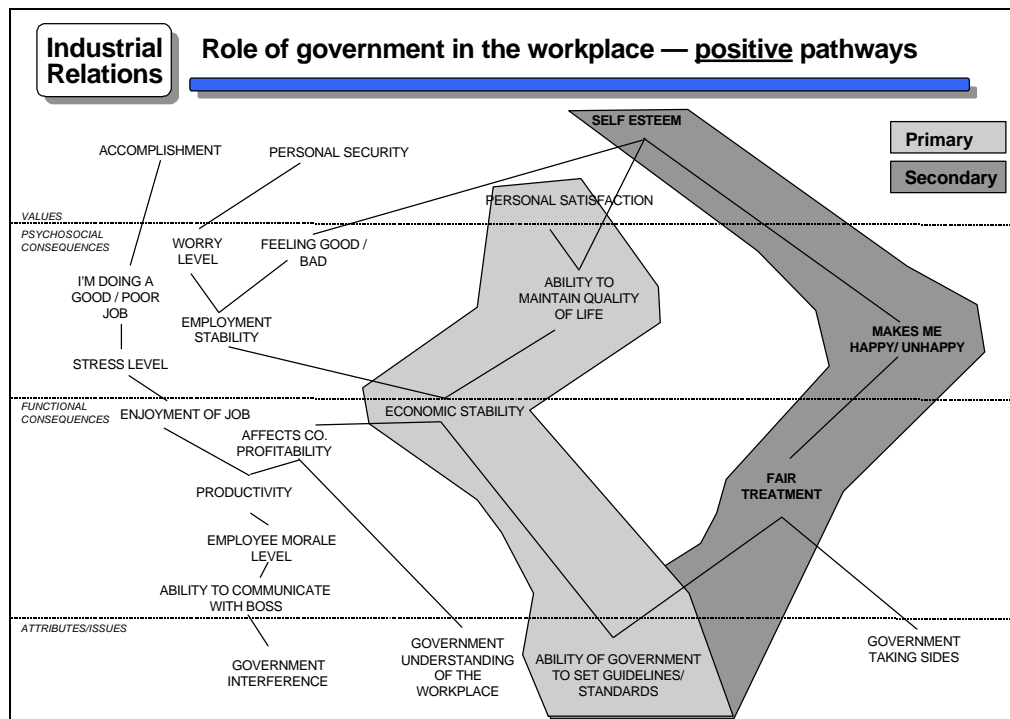 Industrial
Relations
Role of government in the workplace — positive pathways
SELF ESTEEM
Primary
Secondary
ACCOMPLISHMENT
PERSONAL SECURITY
PERSONAL SATISFACTION
VALUES
PSYCHOSOCIAL
CONSEQUENCES
WORRY
LEVEL
FEELING GOOD /
BAD
I'M DOING A
GOOD / POOR
JOB
ABILITY TO
MAINTAIN QUALITY
OF LIFE
EMPLOYMENT
STABILITY
MAKES ME
HAPPY/ UNHAPPY
STRESS LEVEL
FUNCTIONAL
CONSEQUENCES
ENJOYMENT OF JOB
ECONOMIC STABILITY
AFFECTS CO.
PROFITABILITY
FAIR
TREATMENT
PRODUCTIVITY
EMPLOYEE MORALE
LEVEL
ABILITY TO COMMUNICATE
WITH BOSS
ATTRIBUTES/ISSUES
GOVERNMENT
INTERFERENCE
GOVERNMENT
UNDERSTANDING
OF THE
WORKPLACE
ABILITY OF GOVERNMENT
TO SET GUIDELINES/
STANDARDS
GOVERNMENT
TAKING SIDES